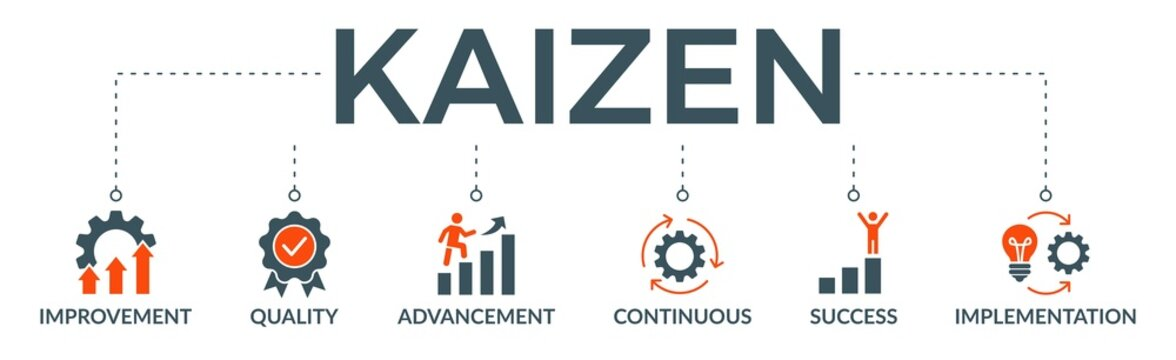 KAIZEN
IMPROVEMENT
QUALITY
ADVANCEMENT
CONTINUOUS
SUCCESS
IMPLEMENTATION